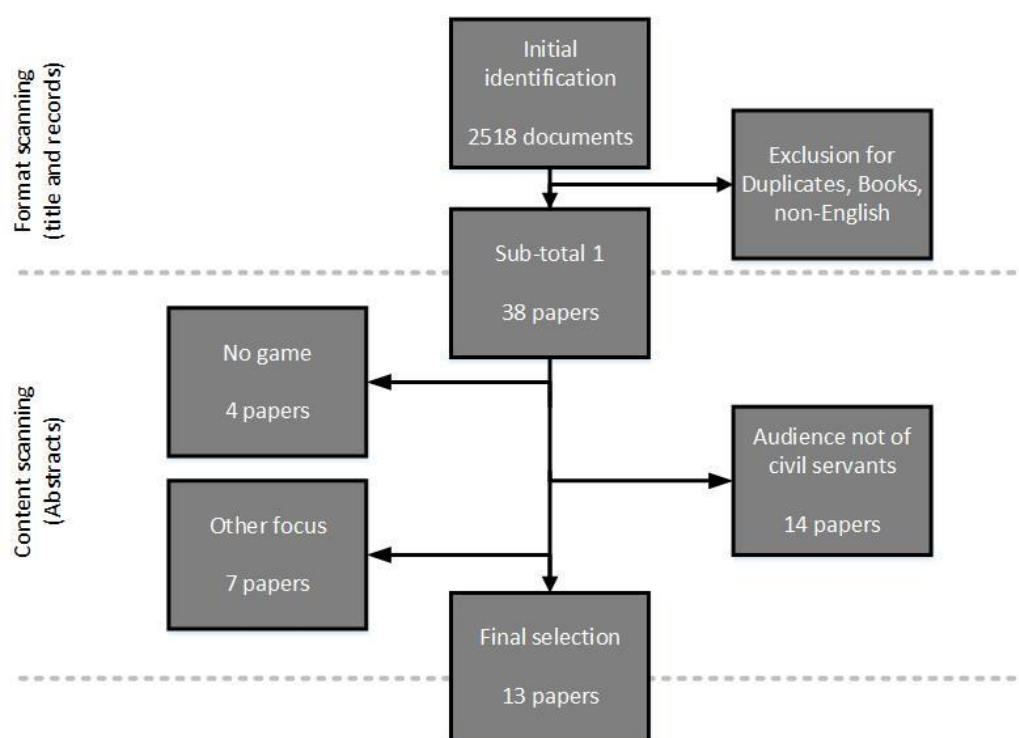 Format scanning
(title and records)
Initial
identification
2518 documents
Exclusion for
Duplicates, Books,
non-English
Sub-total 1
38 papers
Content scanning
(Abstracts)
No game
4 papers
Audience not of
civil servants
14 papers
Other focus
7 papers
Final selection
13 papers